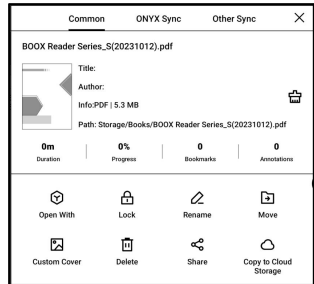 Common ONYX Sync Other Sync
BOOX Reader Series_S(20231012).pdf
Title:
Author:
Info:PDF | 5.3 MB
Path: Storage/Books/BOOX Reader Series_S(20231012).pdf
0m 0% 0 0
Duration Progress Bookmarks Annotations
Open With Lock Rename Move
Custom Cover Delete Share Copy to Cloud
Storage